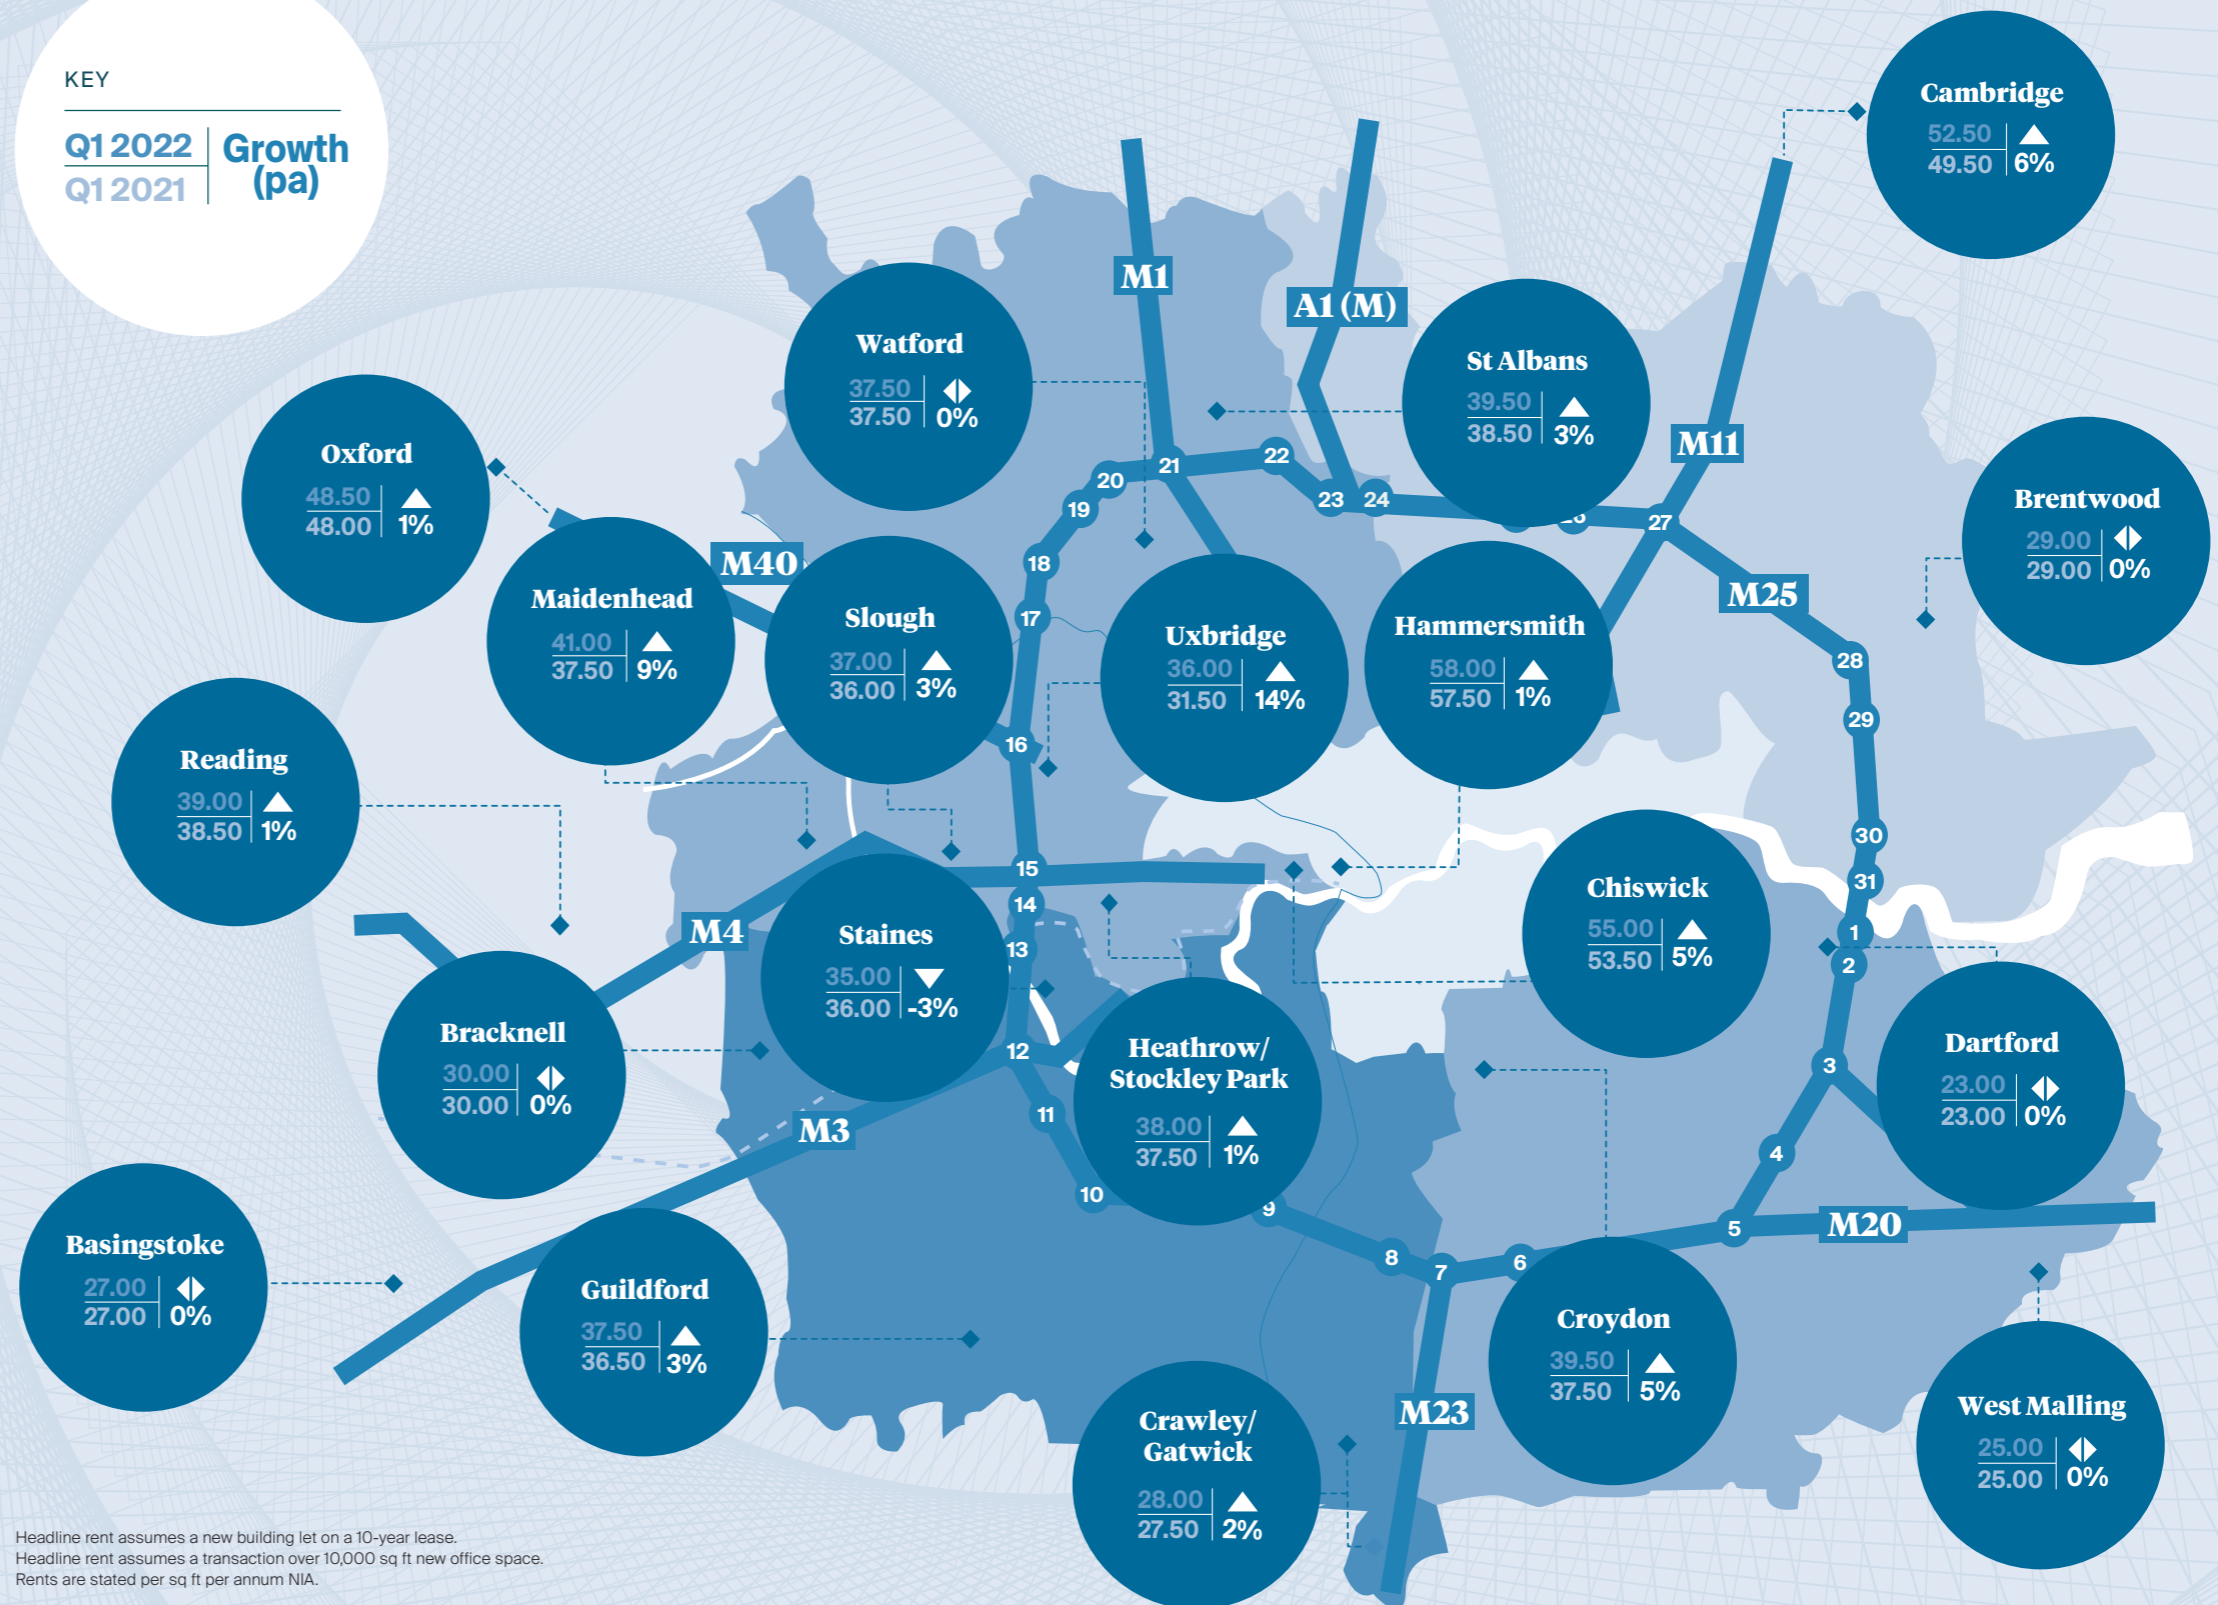 KEY
Q1 2022
Q1 2021
Growth
(pa)
Cambridge
52.50
49.50
6%
M1
A1 (M)
Watford
37.50
37.50
0%
St Albans
39.50
38.50
3%
M11
Oxford
48.50
48.00
1%
Brentwood
29.00
29.00
0%
22
21
20
19
23
24
27
18
M40
M25
Maidenhead
41.00
37.50
9%
Slough
37.00
36.00
3%
17
Uxbridge
36.00
31.50
14%
Hammersmith
58.00
57.50
1%
28
29
16
Reading
39.00
38.50
1%
30
15
31
14
M4
13
Staines
35.00
36.00
-3%
Chiswick
55.00
53.50
5%
1
2
Bracknell
30.00
30.00
0%
12
Heathrow/
Stockley Park
38.00
37.50
1%
3
Dartford
23.00
23.00
0%
11
M3
4
10
9
5
M20
Basingstoke
27.00
27.00
0%
8
7
6
Guildford
37.50
36.50
3%
Croydon
39.50
37.50
5%
M23
Crawley/
Gatwick
28.00
27.50
2%
West Malling
25.00
25.00
0%
Headline rent assumes a new building let on a 10-year lease.
Headline rent assumes a transaction over 10,000 sq ft new office space.
Rents are stated per sq ft per annum NIA.